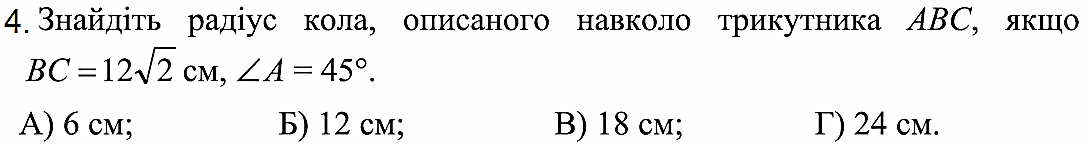 4. Знайдіть радіус кола, описаного навколо трикутника ABC, якщо
BC = 12√2 см, ∠A = 45°.
А) 6 см; Б) 12 см; В) 18 см; Г) 24 см.